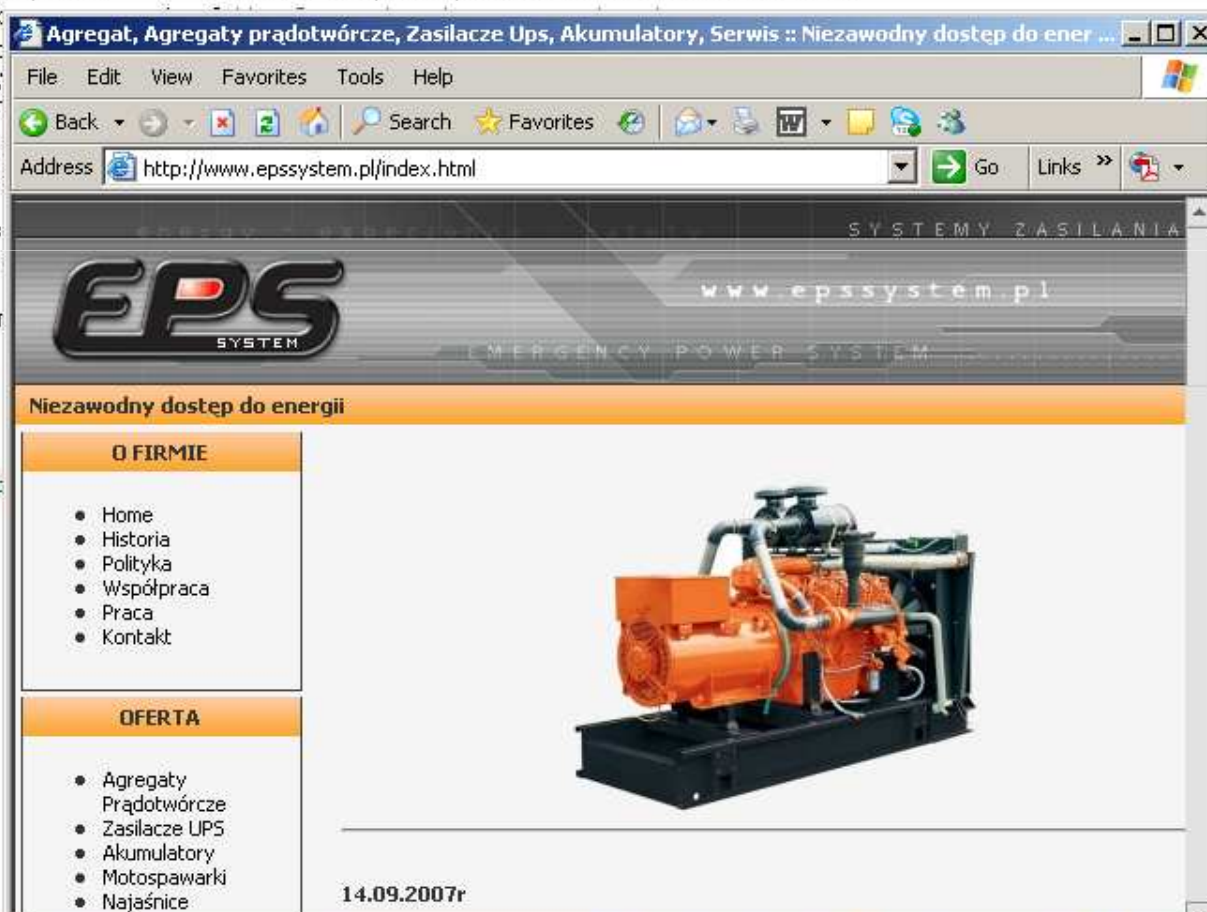 Agregat, Agregaty prądotwórcze, Zasilacze Ups, Akumulatory, Serwis :: Niezawodny dostęp do ener ...
File Edit View Favorites Tools Help
Back Search Favorites
Address http://www.epssystem.pl/index.html Go Links »
SYSTEMY ZASILANIA
EPS
SYSTEM
www.epssystem.pl
EMERGENCY POWER SYSTEM
Niezawodny dostęp do energii
O FIRMIE
Home
Historia
Polityka
Współpraca
Praca
Kontakt
OFERTA
Agregaty
Prądotwórcze
Zasilacze UPS
Akumulatory
Motospawarki
Najaśnice
14.09.2007r